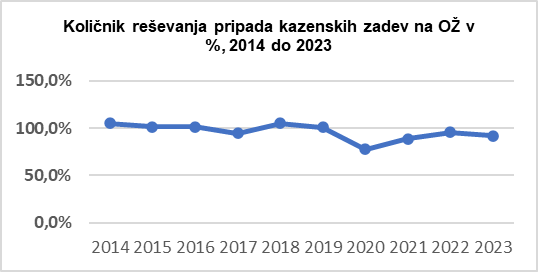 Količnik reševanja pripada kazenskih zadev na OŽ v
%, 2014 do 2023
150,0%
100,0%
50,0%
0,0%
2014 2015 2016 2017 2018 2019 2020 2021 2022 2023